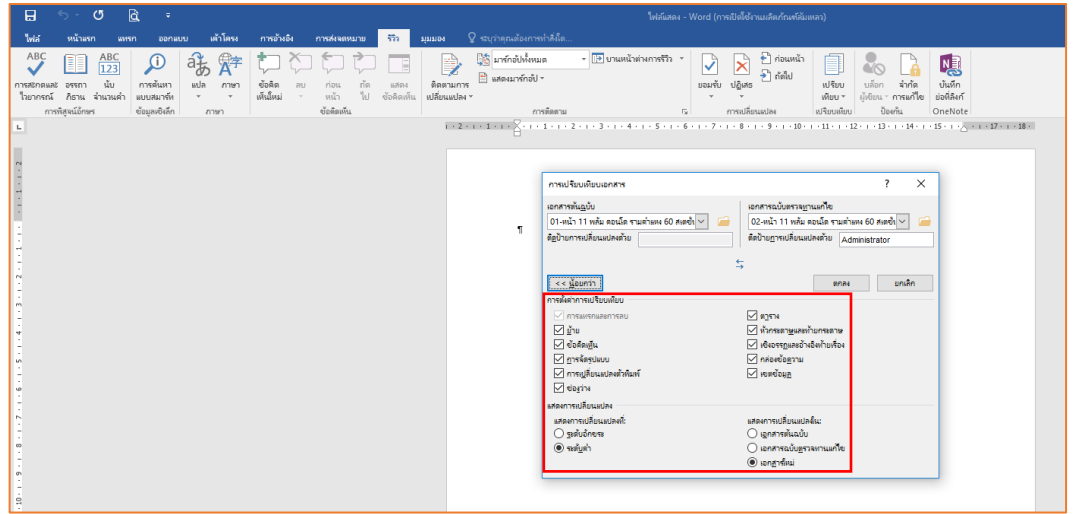 ไฟล์แสดง - Word (การเปิดใช้งานผลิตภัณฑ์ล้มเหลว)
ไฟล์ หน้าแรก แทรก ออกแบบ เค้าโครง การอ้างอิง การส่งจดหมาย รีวิว มุมมอง ระบุว่าคุณต้องการทำสิ่งใด...
ABC ABC 123 มาร์กอัปทั้งหมด บานหน้าต่างการรีวิว ก่อนหน้า
การสะกดและ อรรถา นับ การค้นหา แปล ภาษา ข้อคิด ลบ ก่อน ถัด แสดง ติดตามการ แสดงมาร์กอัป ยอมรับ ปฏิเสธ ถัดไป เปรียบ บล็อก จำกัด บันทึก
ไวยากรณ์ ภิธาน จำนวนคำ แบบสมาร์ท เห็นใหม่ หน้า ไป ข้อคิดเห็น เปลี่ยนแปลง เทียบ ผู้เขียน การแก้ไข ย่อที่ลิงก์
การพิสูจน์อักษร ข้อมูลเชิงลึก ภาษา ข้อคิดเห็น การติดตาม การเปลี่ยนแปลง เปรียบเทียบ ป้องกัน OneNote
2 1 1 2 3 4 5 6 7 8 9 10 11 12 13 14 15 17 18
การเปรียบเทียบเอกสาร ? ×
เอกสารต้นฉบับ เอกสารฉบับตรวจทานแก้ไข
01-หน้า 11 พลัม คอนโด รามคำแหง 60 สเตชั่ 02-หน้า 11 พลัม คอนโด รามคำแหง 60 สเตชั่
ติดป้ายการเปลี่ยนแปลงด้วย ติดป้ายการเปลี่ยนแปลงด้วย Administrator
<< น้อยกว่า ตกลง ยกเลิก
การตั้งค่าการเปรียบเทียบ
การแทรกและการลบ ตาราง
ย้าย หัวกระดาษและท้ายกระดาษ
ข้อคิดเห็น เชิงอรรถและอ้างอิงท้ายเรื่อง
การจัดรูปแบบ กล่องข้อความ
การเปลี่ยนแปลงตัวพิมพ์ เขตข้อมูล
ช่องว่าง
แสดงการเปลี่ยนแปลง
แสดงการเปลี่ยนแปลงที่: แสดงการเปลี่ยนแปลงใน:
ระดับอักขระ เอกสารต้นฉบับ
ระดับคำ เอกสารฉบับตรวจทานแก้ไข
เอกสารใหม่